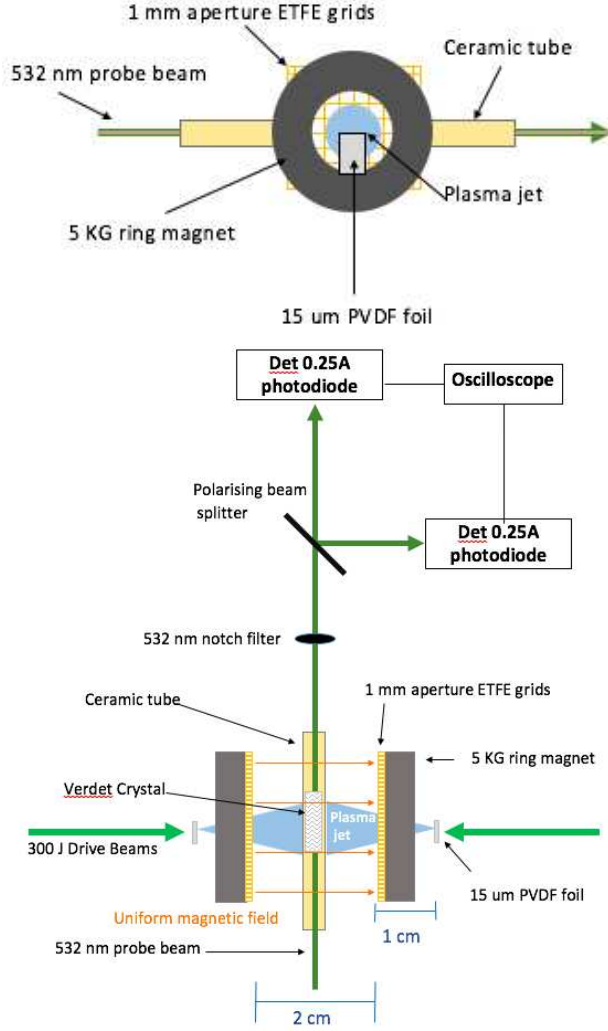 1 mm aperture ETFE grids
Ceramic tube
532 nm probe beam
Plasma jet
5 KG ring magnet
15 um PVDF foil
Det 0.25A
photodiode
Oscilloscope
Polarising beam
splitter
Det 0.25A
photodiode
532 nm notch filter
1 mm aperture ETFE grids
Ceramic tube
5 KG ring magnet
Verdet Crystal
Plasma
jet
300 J Drive Beams
15 um PVDF foil
Uniform magnetic field
1 cm
532 nm probe beam
2 cm